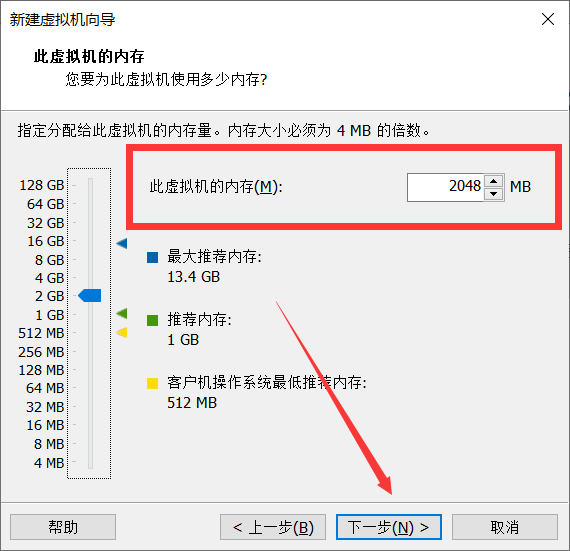 新建虚拟机向导
此虚拟机的内存
您要为此虚拟机使用多少内存?
指定分配给此虚拟机的内存量。内存大小必须为 4 MB 的倍数。
此虚拟机的内存(M): 2048 MB
128 GB
64 GB
32 GB
16 GB
8 GB
4 GB
2 GB
1 GB
512 MB
256 MB
128 MB
64 MB
32 MB
16 MB
8 MB
4 MB
最大推荐内存:
13.4 GB
推荐内存:
1 GB
客户机操作系统最低推荐内存:
512 MB
帮助 < 上一步(B) 下一步(N) > 取消